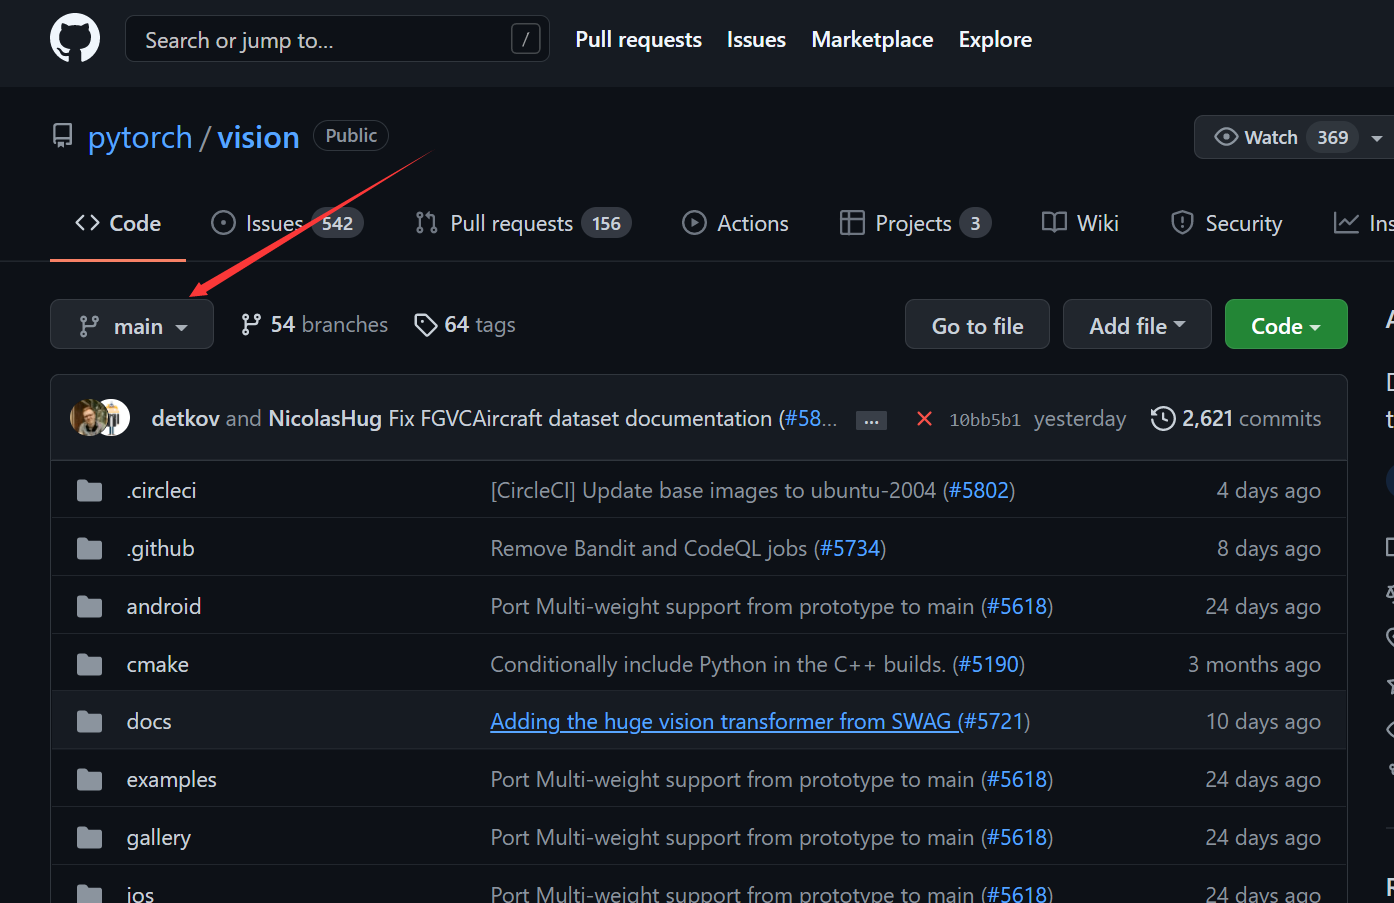 Search or jump to... / Pull requests Issues Marketplace Explore
pytorch / vision Public Watch 369
Code Issues 542 Pull requests 156 Actions Projects 3 Wiki Security Ins
main 54 branches 64 tags Go to file Add file Code
detkov and NicolasHug Fix FGVCAircraft dataset documentation (#58... ... 10bb5b1 yesterday 2,621 commits
.circleci [CircleCI] Update base images to ubuntu-2004 (#5802) 4 days ago
.github Remove Bandit and CodeQL jobs (#5734) 8 days ago
android Port Multi-weight support from prototype to main (#5618) 24 days ago
cmake Conditionally include Python in the C++ builds. (#5190) 3 months ago
docs Adding the huge vision transformer from SWAG (#5721) 10 days ago
examples Port Multi-weight support from prototype to main (#5618) 24 days ago
gallery Port Multi-weight support from prototype to main (#5618) 24 days ago
ios Port Multi-weight support from prototype to main (#5618) 24 days ago